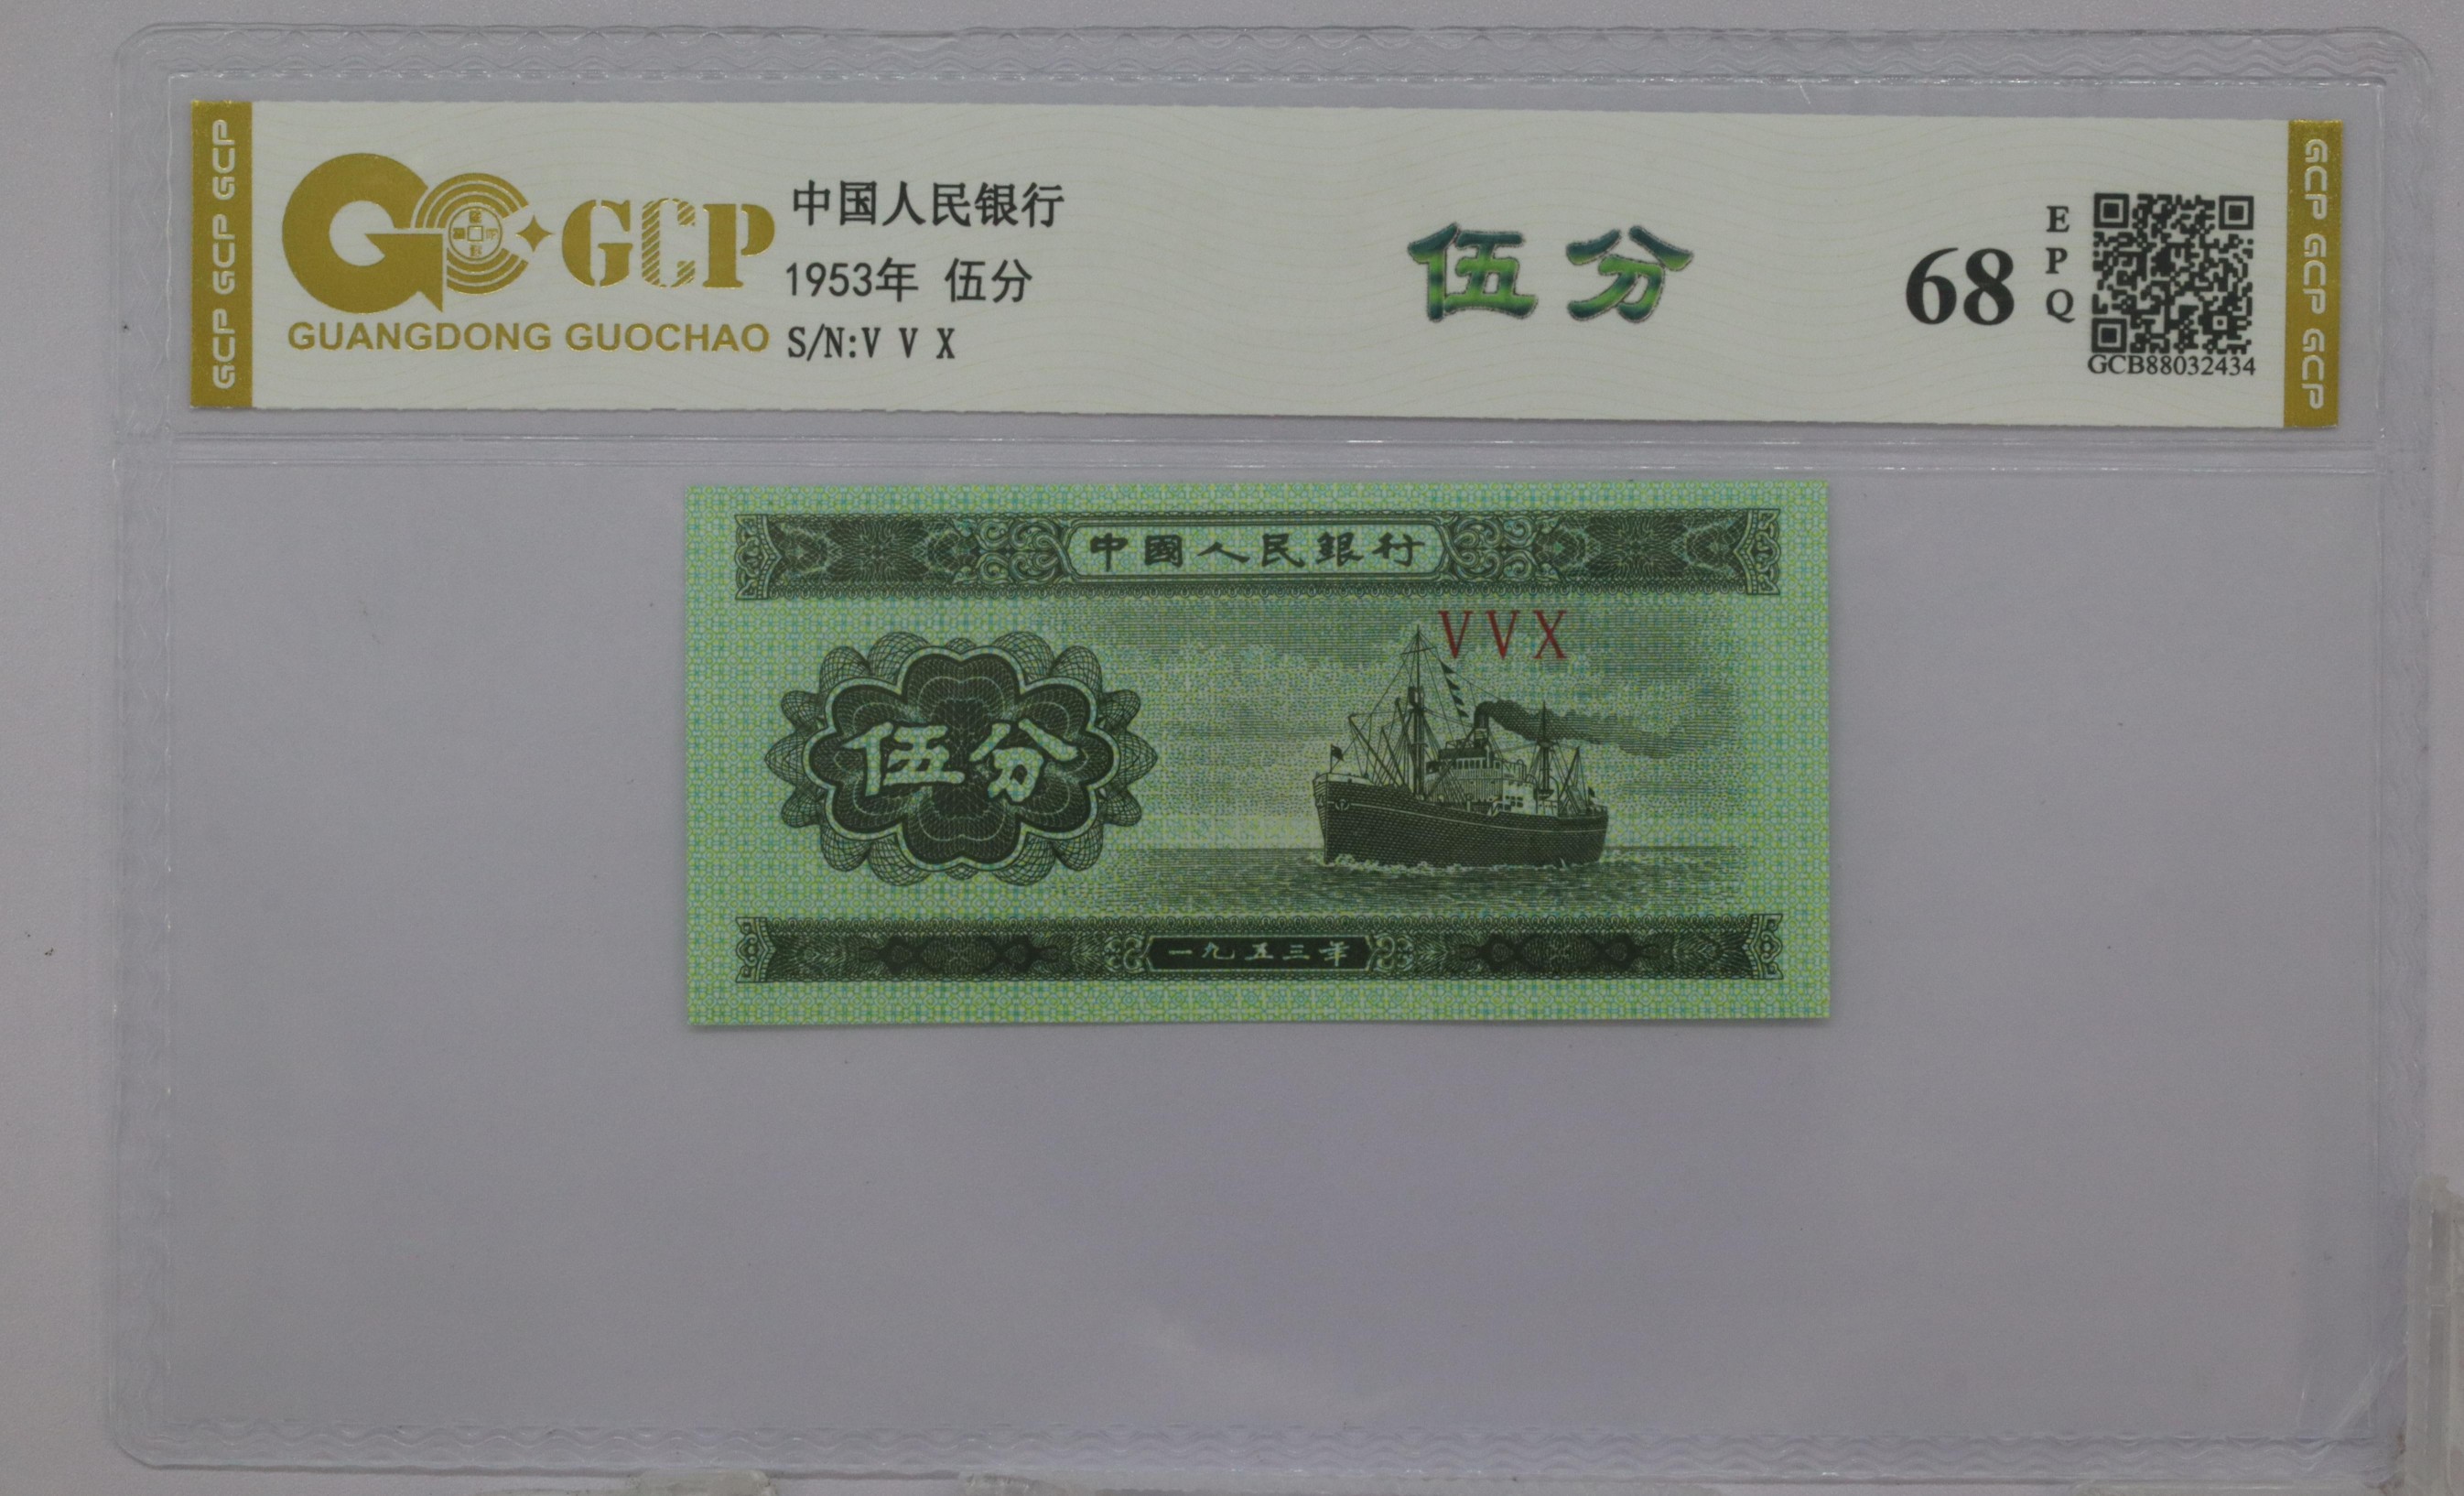 GCP GCP GCP
GCP
GUANGDONG GUOCHAO
中国人民银行
1953年 伍分
S/N:V V X
伍分
68
EPQ
GCB88032434
GCP GCP GCP
中國人民銀行
VVX
伍分
一九五三年